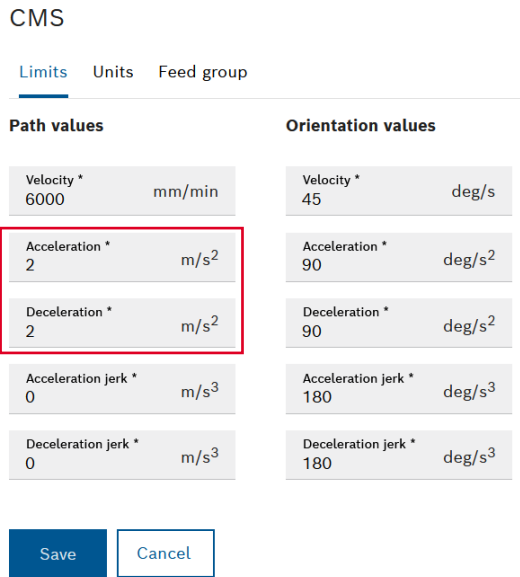 CMS
Limits Units Feed group
Path values
Velocity *
6000 mm/min
Acceleration *
2 m/s²
Deceleration *
2 m/s²
Acceleration jerk *
0 m/s³
Deceleration jerk *
0 m/s³
Orientation values
Velocity *
45 deg/s
Acceleration *
90 deg/s²
Deceleration *
90 deg/s²
Acceleration jerk *
180 deg/s³
Deceleration jerk *
180 deg/s³
Save Cancel